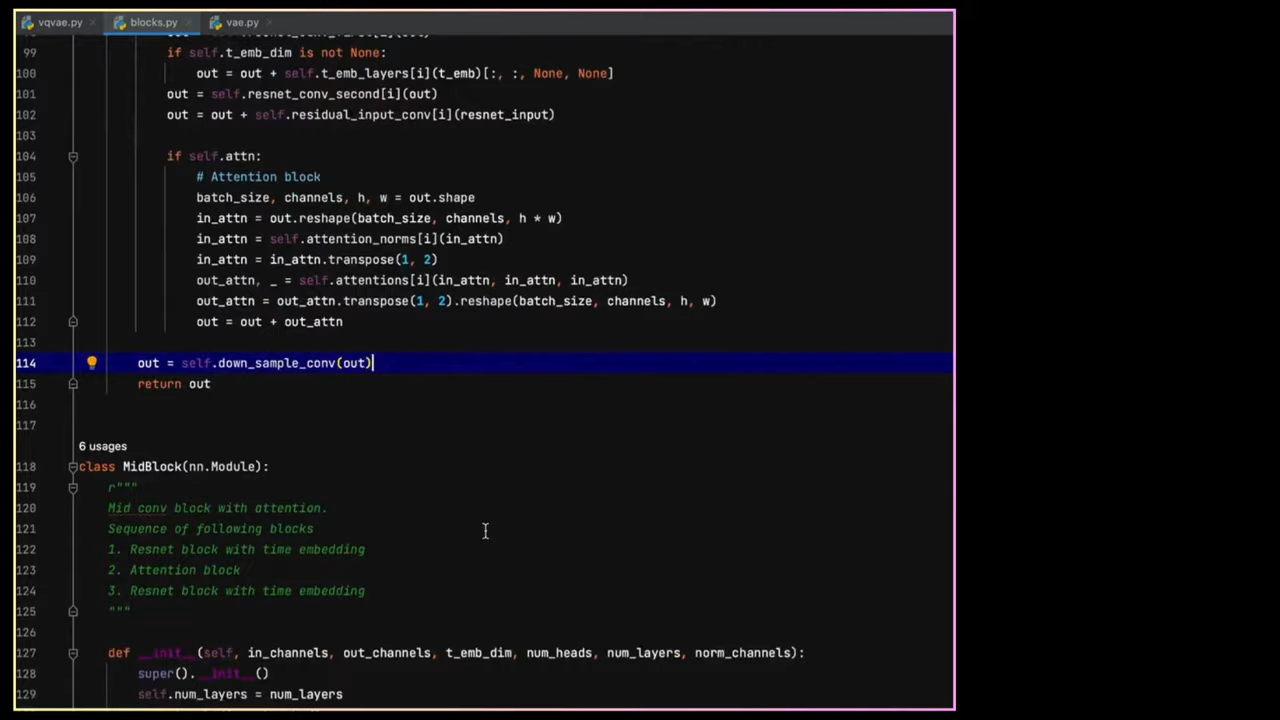 vqvae.py
blocks.py
vae.py
99 if self.t_emb_dim is not None:
100 out = out + self.t_emb_layers[i](t_emb)[:, :, None, None]
101 out = self.resnet_conv_second[i](out)
102 out = out + self.residual_input_conv[i](resnet_input)
103
104 if self.attn:
105 # Attention block
106 batch_size, channels, h, w = out.shape
107 in_attn = out.reshape(batch_size, channels, h * w)
108 in_attn = self.attention_norms[i](in_attn)
109 in_attn = in_attn.transpose(1, 2)
110 out_attn, _ = self.attentions[i](in_attn, in_attn, in_attn)
111 out_attn = out_attn.transpose(1, 2).reshape(batch_size, channels, h, w)
112 out = out + out_attn
113
114 out = self.down_sample_conv(out)
115 return out
116
117
6 usages
118 class MidBlock(nn.Module):
119 r"""
120 Mid conv block with attention.
121 Sequence of following blocks
122 1. Resnet block with time embedding
123 2. Attention block
124 3. Resnet block with time embedding
125 """
126
127 def __init__(self, in_channels, out_channels, t_emb_dim, num_heads, num_layers, norm_channels):
128 super().__init__()
129 self.num_layers = num_layers